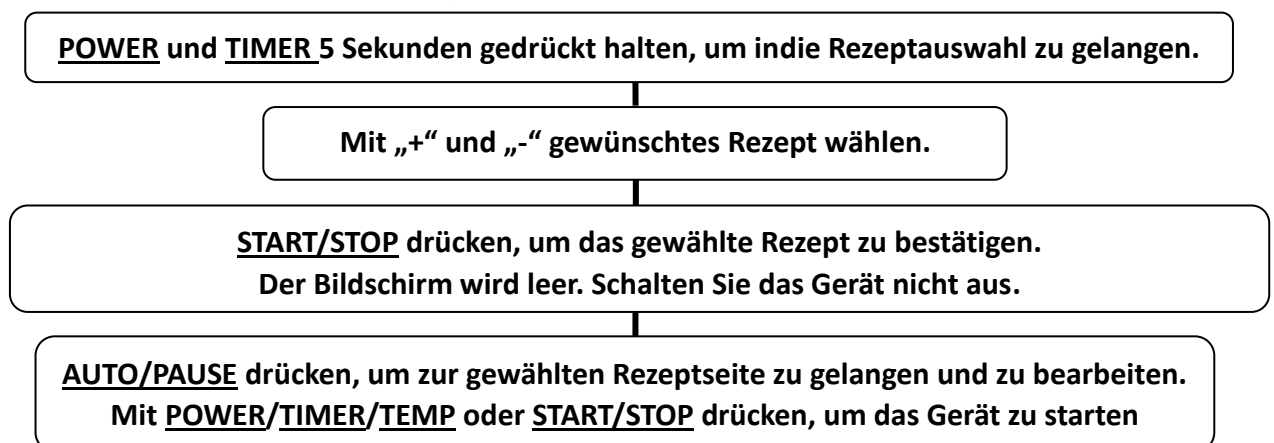 POWER und TIMER 5 Sekunden gedrückt halten, um indie Rezeptauswahl zu gelangen.
Mit „+“ und „-“ gewünschtes Rezept wählen.
START/STOP drücken, um das gewählte Rezept zu bestätigen.
Der Bildschirm wird leer. Schalten Sie das Gerät nicht aus.
AUTO/PAUSE drücken, um zur gewählten Rezeptseite zu gelangen und zu bearbeiten.
Mit POWER/TIMER/TEMP oder START/STOP drücken, um das Gerät zu starten